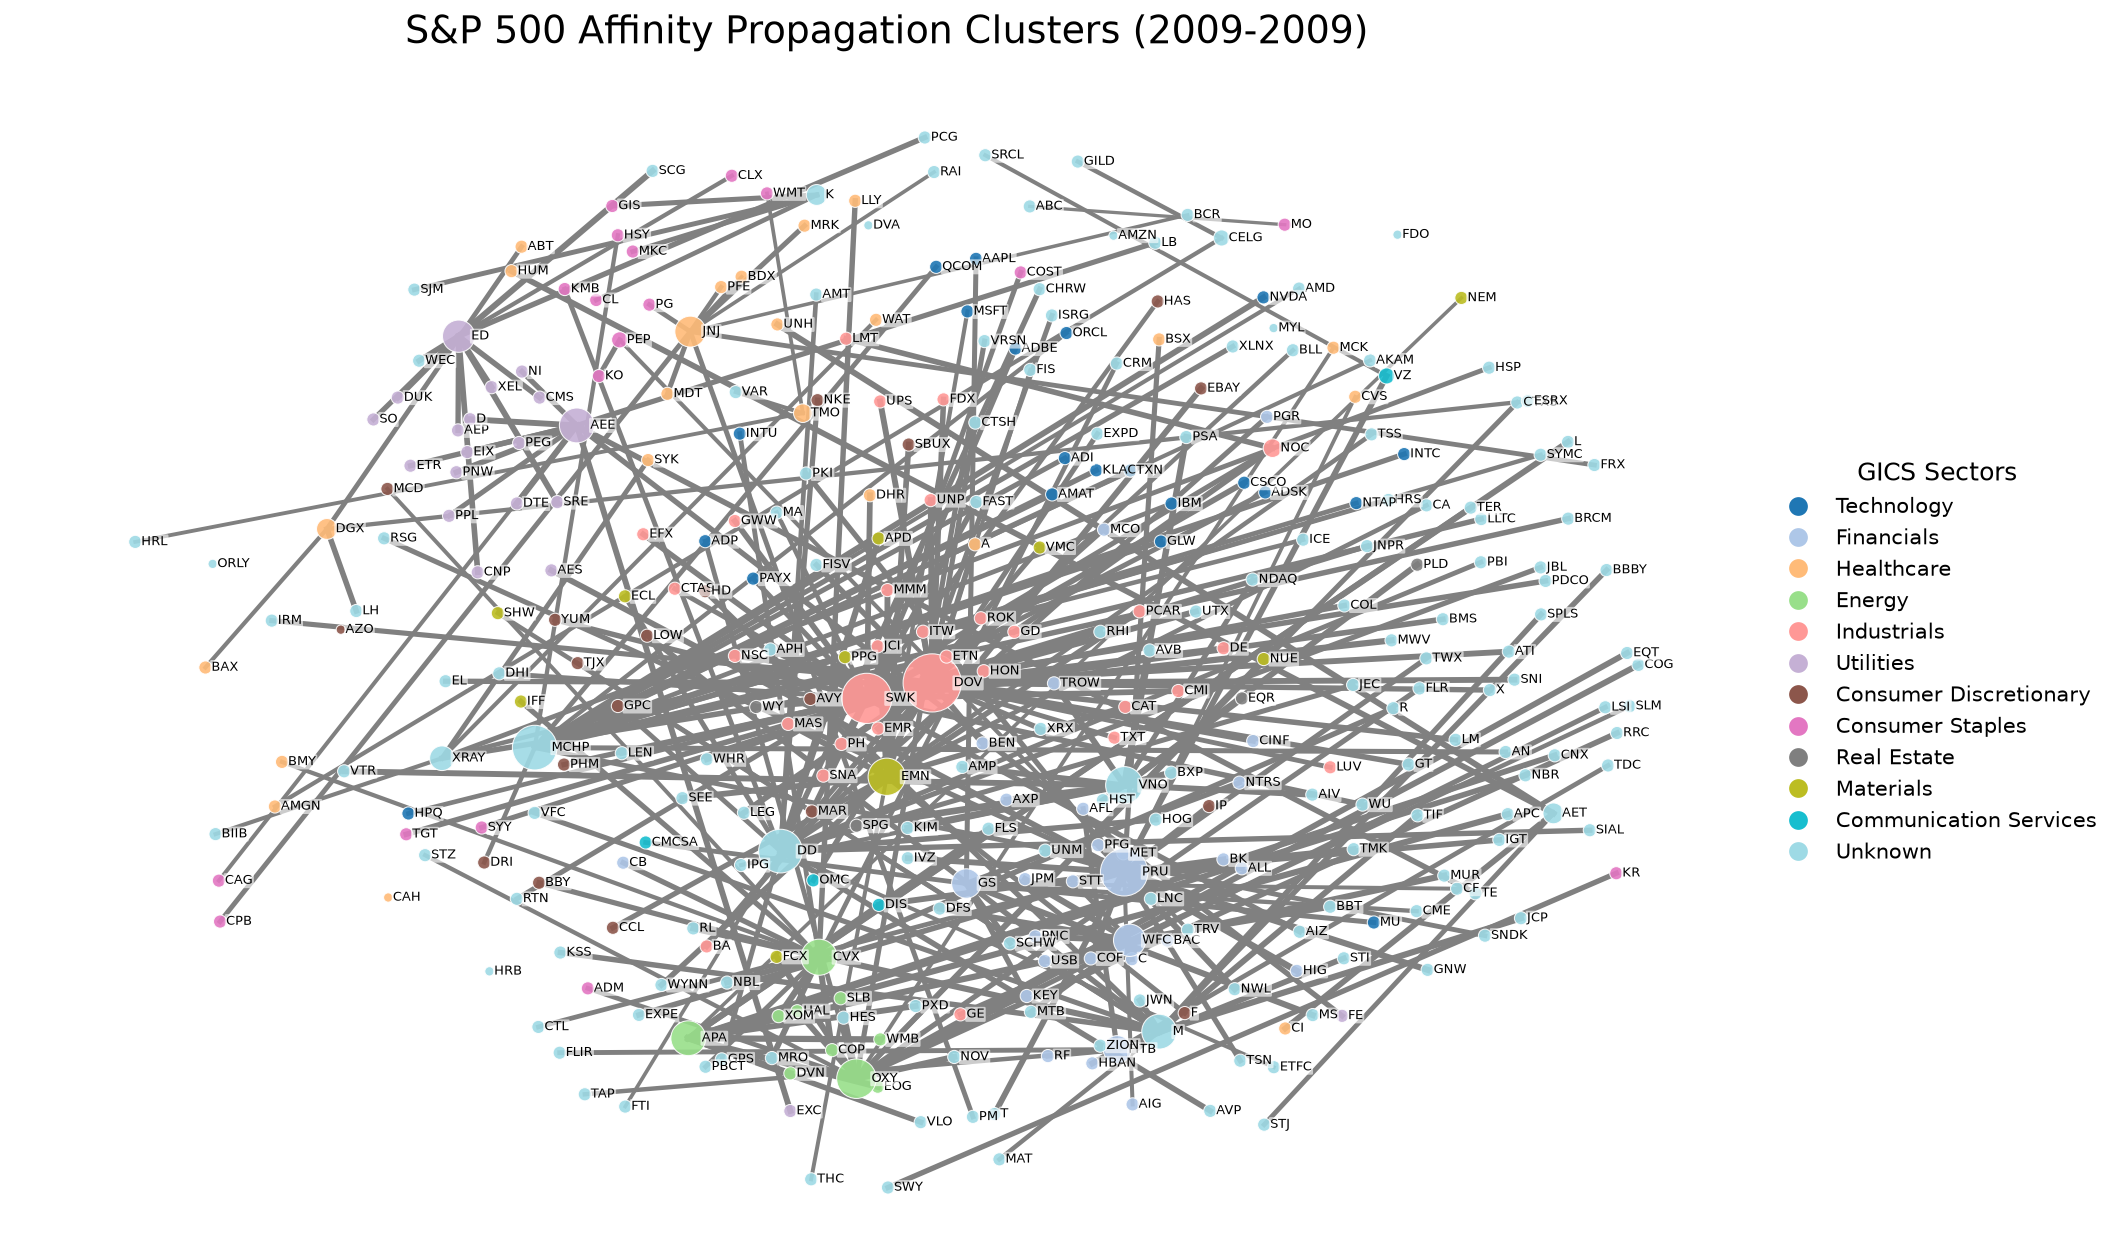 S&P 500 Affinity Propagation Clusters (2009-2009)
PCG
SRCL
GILD
SCG
CLX
RAI
WMT
K
LLY
GIS
ABC
BCR
MO
MRK
DVA
AMZN
LB
CELG
FDO
HSY
MKC
ABT
HUM
BDX
PFE
QCOM
AAPL
COST
SJM
KMB
CL
PG
AMT
CHRW
HAS
NVDA
AMD
NEM
MSFT
ISRG
UNH
WAT
MYL
ED
JNJ
PEP
LMT
VRSN
ADBE
ORCL
BSX
XLNX
BLL
MCK
WEC
NI
KO
FIS
CRM
AKAM
VZ
HSP
XEL
CMS
MDT
VAR
NKE
TMO
UPS
FDX
EBAY
CVS
ESRX
DUK
SO
D
AEP
AEE
INTU
SBUX
CTSH
EXPD
PSA
PGR
TSS
L
PEG
EIX
ETR
PNW
SYK
PKI
ADI
KLAC
TXN
NOC
INTC
SYMC
FRX
MCD
DTE
SRE
DHR
UNP
FAST
AMAT
IBM
CSCO
ADSK
NTAP
HRS
CA
TER
LLTC
BRCM
PPL
DGX
RSG
EFX
GWW
MA
ADP
APD
A
VMC
MCO
GLW
ICE
JNPR
HRL
ORLY
CNP
AES
PAYX
FISV
NDAQ
PLD
PBI
JBL
PDCO
BBBY
CTAS
HD
ECL
MMM
LH
IRM
AZO
SHW
YUM
LOW
ITW
ROK
GD
RHI
PCAR
UTX
COL
BMS
SPLS
BAX
TJX
NSC
APH
PPG
JCI
ETN
HON
AVB
DE
NUE
MWV
TWX
ATI
EQT
COG
EL
DHI
IFF
GPC
WY
AVY
SWK
DOV
TROW
CMI
CAT
EQR
JEC
FLR
X
SNI
R
LSI
SLM
XRAY
MCHP
LEN
PHM
MAS
EMR
PH
BEN
XRX
TXT
CINF
LM
AN
CNX
RRC
BMY
VTR
WHR
SNA
EMN
AMP
VNO
BXP
NTRS
LUV
GT
NBR
TDC
AMGN
HPQ
VFC
SEE
LEG
MAR
AXP
HST
AFL
IP
AIV
WU
TIF
APC
AET
BIIB
TGT
SYY
SPG
KIM
FLS
HOG
SIAL
IGT
CMCSA
STZ
DRI
CB
IPG
DD
IVZ
UNM
PFG
MET
BK
ALL
TMK
CAG
BBY
OMC
GS
JPM
STT
PRU
MUR
CF
TE
KR
CPB
CAH
RTN
DIS
DFS
LNC
BBT
CME
MU
JCP
CCL
RL
BA
SCHW
PNC
WFC
BAC
TRV
AIZ
SNDK
KSS
FCX
CVX
USB
COF
C
HIG
STI
GNW
HRB
ADM
WYNN
NBL
SLB
KEY
NWL
CTL
EXPE
XOM
HAL
HES
PXD
GE
MTB
JWN
F
MS
FE
FLIR
APA
WMB
COP
M
CI
GPS
PBCT
MRO
NOV
RF
ZION
HBAN
TSN
ETFC
TAP
FTI
DVN
OXY
EOG
EXC
VLO
PM
T
AIG
AVP
STJ
THC
MAT
SWY
GICS Sectors
Technology
Financials
Healthcare
Energy
Industrials
Utilities
Consumer Discretionary
Consumer Staples
Real Estate
Materials
Communication Services
Unknown